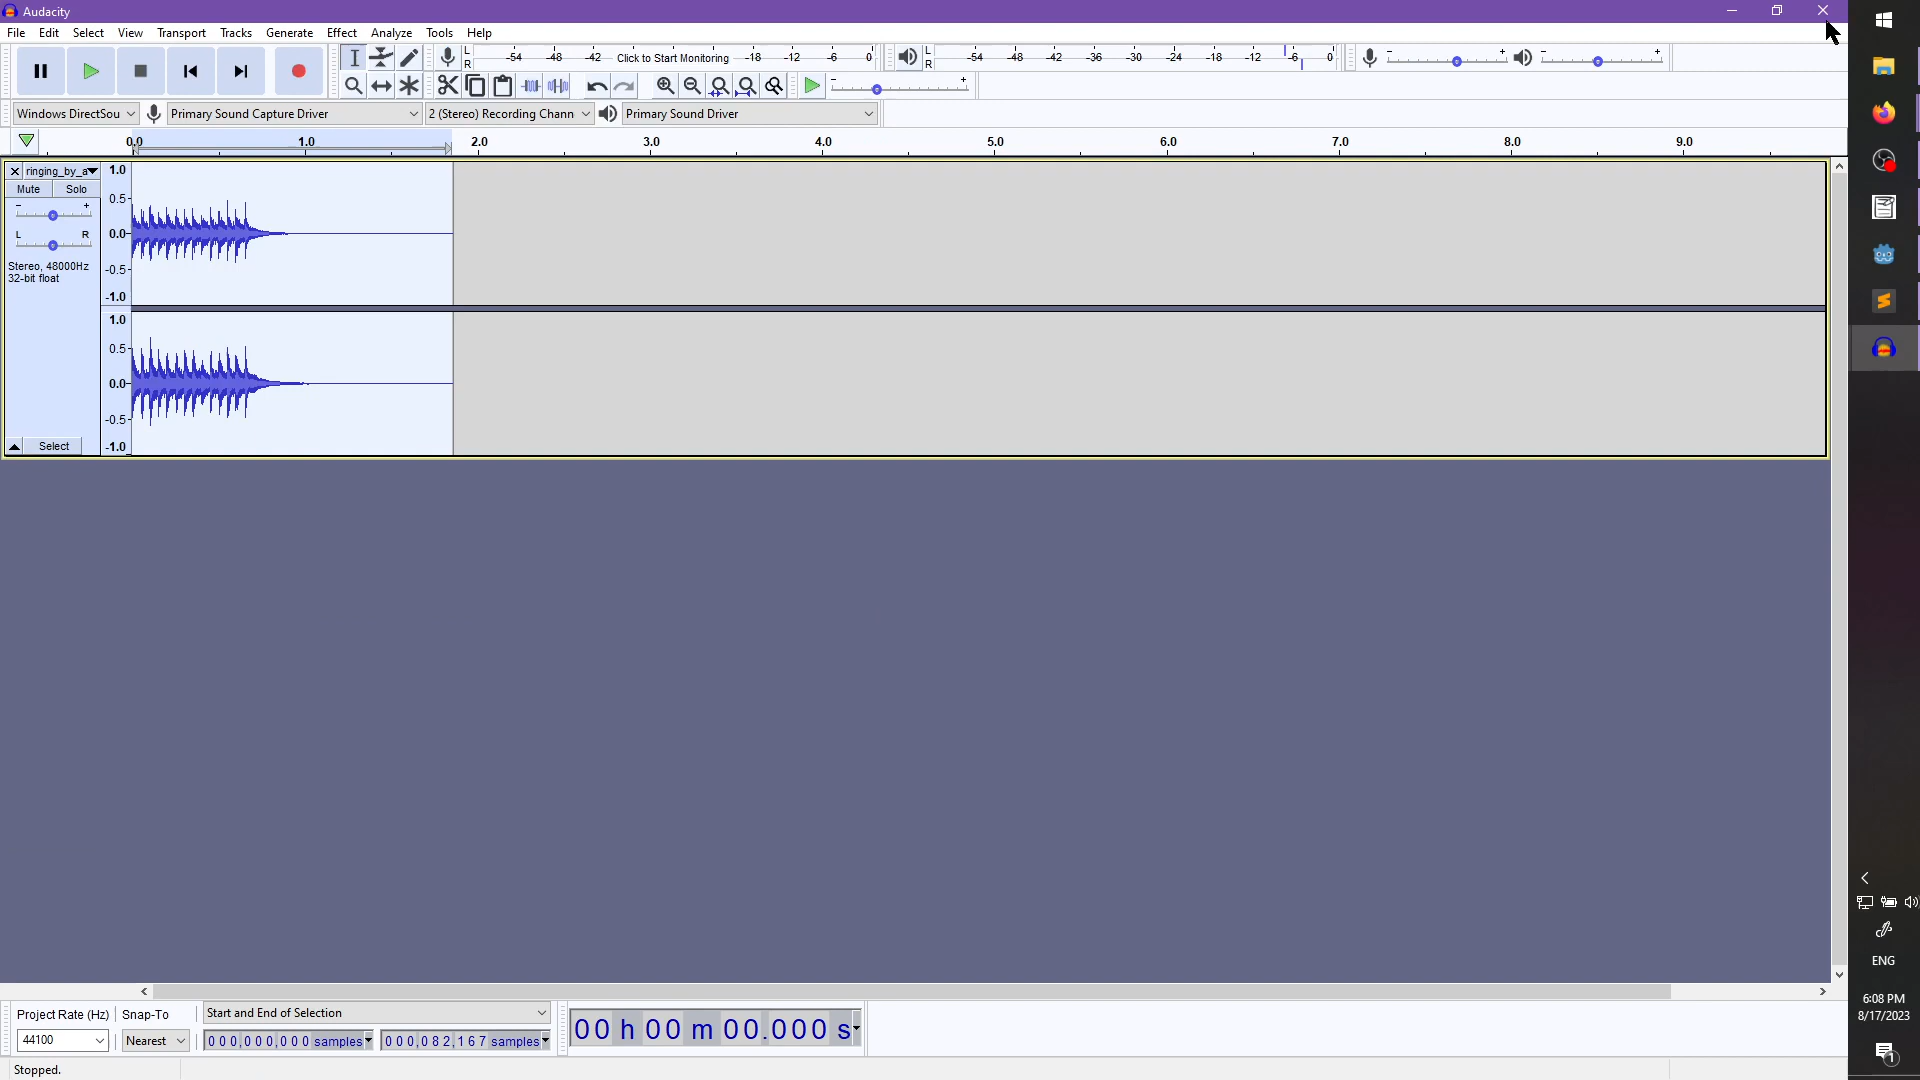 Audacity
File Edit Select View Transport Tracks Generate Effect Analyze Tools Help
L R -54 -48 -42 Click to Start Monitoring -18 -12 -6 0 L R -54 -48 -42 -36 -30 -24 -18 -12 -6 0 - + - +
- +
Windows DirectSou Primary Sound Capture Driver 2 (Stereo) Recording Chann Primary Sound Driver
0.0 1.0 2.0 3.0 4.0 5.0 6.0 7.0 8.0 9.0
ringing_by_a 1.0
Mute Solo
- + 0.5
L R 0.0
Stereo, 48000Hz -0.5
32-bit float
-1.0
1.0
0.5
0.0
-0.5
Select -1.0
Project Rate (Hz) Snap-To Start and End of Selection
44100 Nearest 000,000,000 samples 000,082,167 samples 00 h 00 m 00.000 s
Stopped.
ENG
6:08 PM
8/17/2023
1